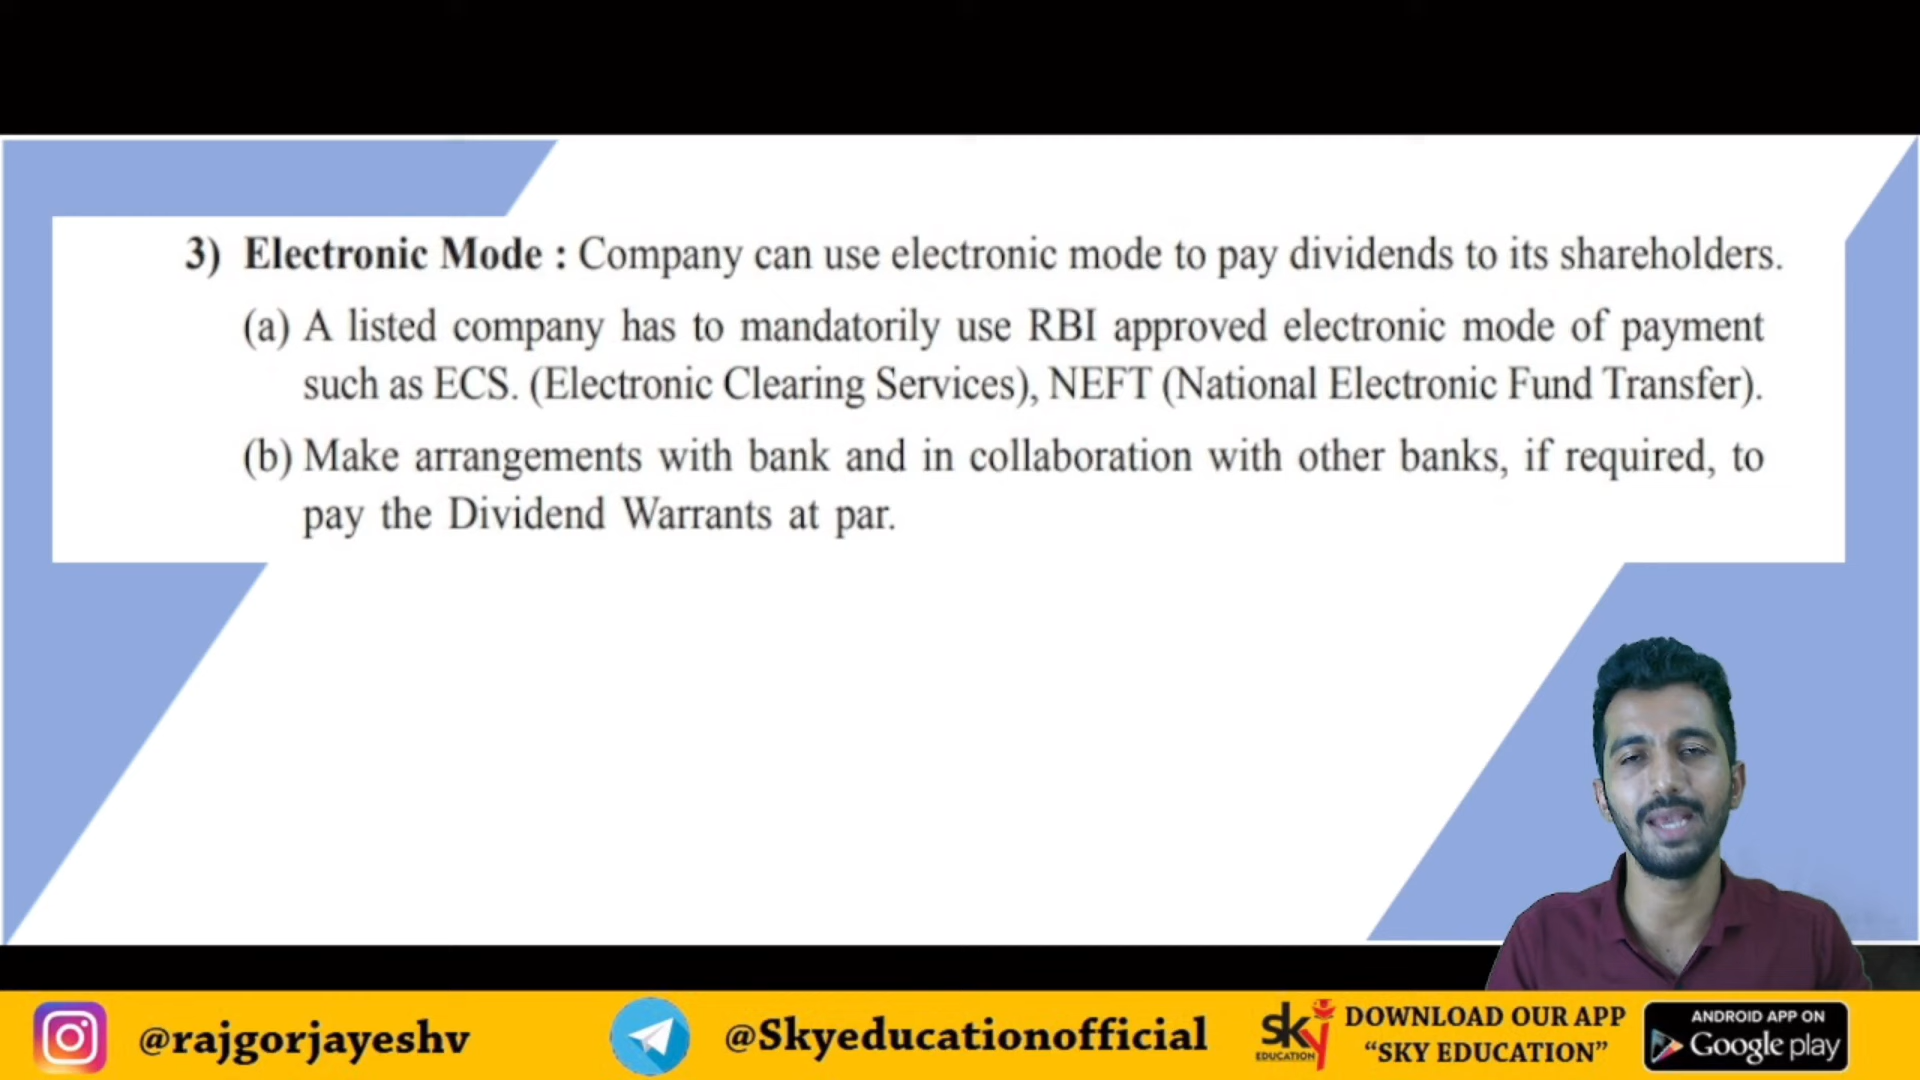 3) Electronic Mode : Company can use electronic mode to pay dividends to its shareholders.
(a) A listed company has to mandatorily use RBI approved electronic mode of payment
such as ECS. (Electronic Clearing Services), NEFT (National Electronic Fund Transfer).
(b) Make arrangements with bank and in collaboration with other banks, if required, to
pay the Dividend Warrants at par.
@rajgorjayeshv
@Skyeducationofficial
sky
EDUCATION
DOWNLOAD OUR APP
“SKY EDUCATION”
ANDROID APP ON
Google play